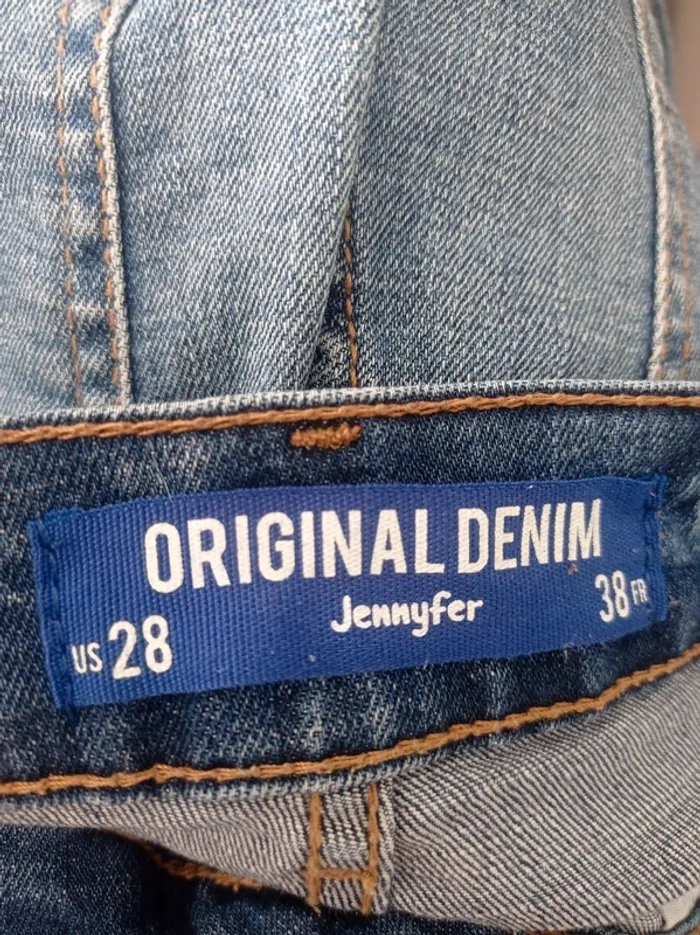 ORIGINAL DENIM
Jennyfer
US 28
38 FR